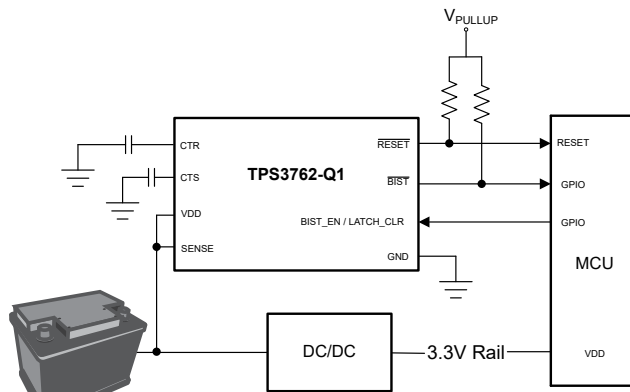 VPULLUP
CTR
CTS
VDD
SENSE
TPS3762-Q1
RESET
BIST
BIST_EN / LATCH_CLR
GND
RESET
GPIO
GPIO
MCU
VDD
DC/DC
3.3V Rail